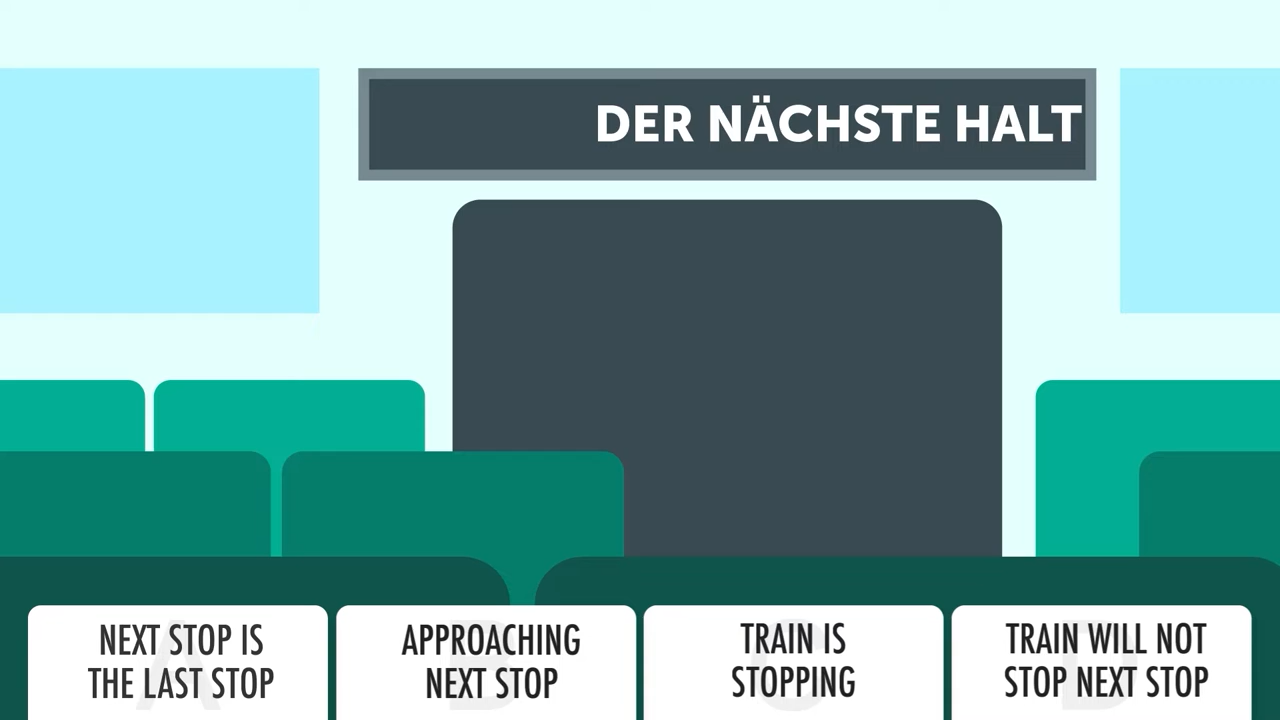 DER NÄCHSTE HALT
A
NEXT STOP IS
THE LAST STOP
B
APPROACHING
NEXT STOP
C
TRAIN IS
STOPPING
D
TRAIN WILL NOT
STOP NEXT STOP